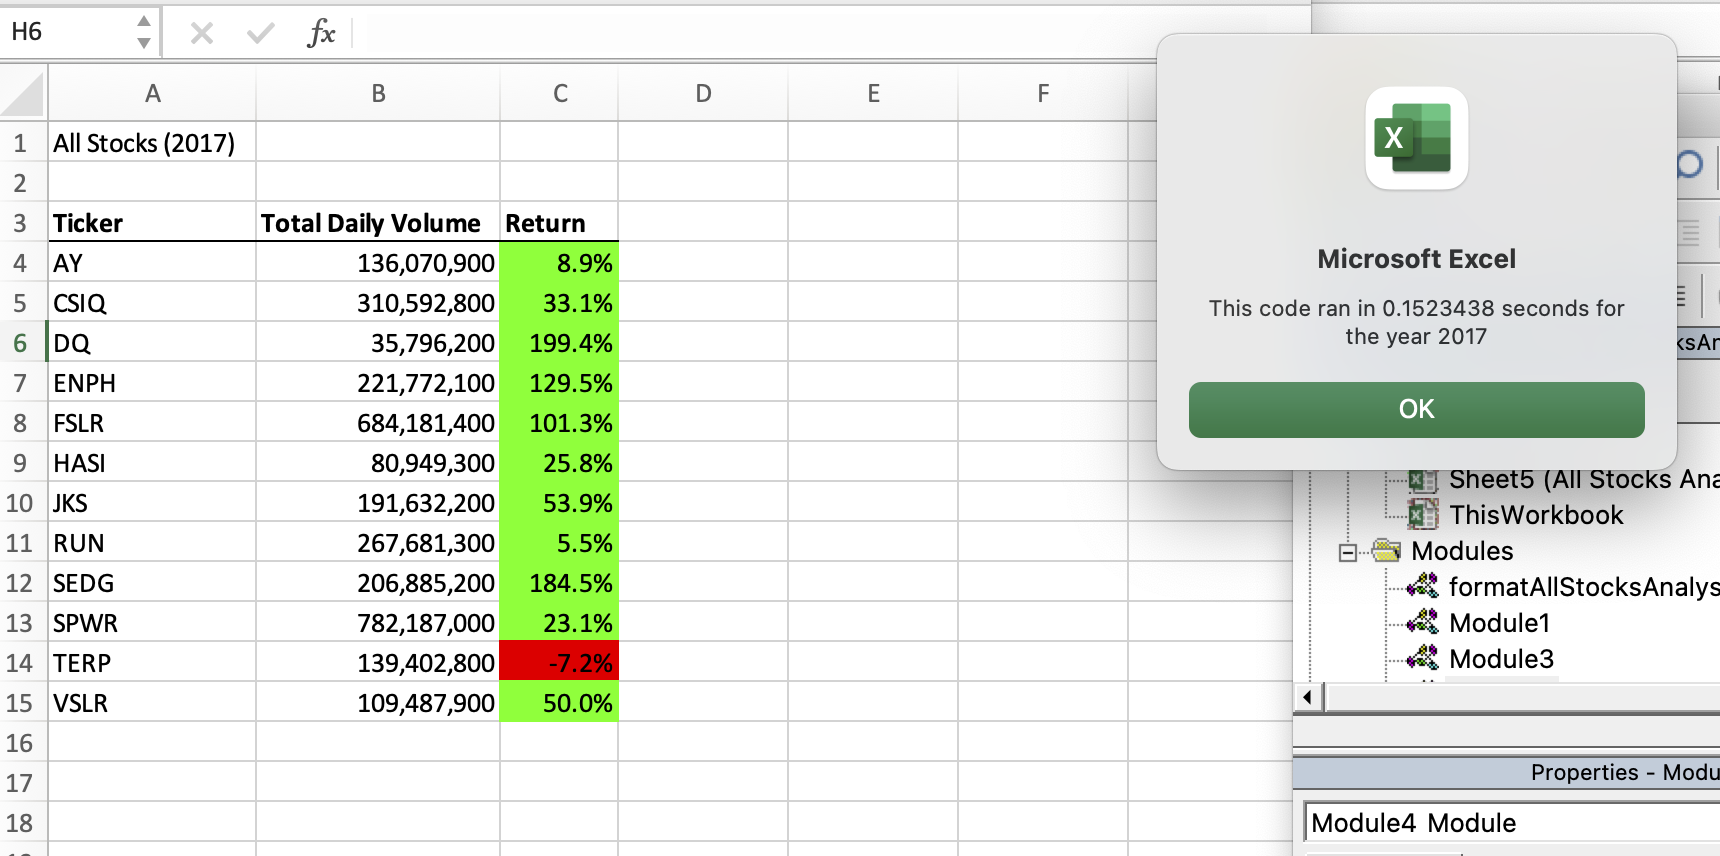 H6
fx
A B C D E F
1 All Stocks (2017)
2
3 Ticker Total Daily Volume Return
4 AY 136,070,900 8.9%
5 CSIQ 310,592,800 33.1%
6 DQ 35,796,200 199.4%
7 ENPH 221,772,100 129.5%
8 FSLR 684,181,400 101.3%
9 HASI 80,949,300 25.8%
10 JKS 191,632,200 53.9%
11 RUN 267,681,300 5.5%
12 SEDG 206,885,200 184.5%
13 SPWR 782,187,000 23.1%
14 TERP 139,402,800 -7.2%
15 VSLR 109,487,900 50.0%
16
17
18
X
Microsoft Excel
This code ran in 0.1523438 seconds for
the year 2017
OK
ksAn
Sheet5 (All Stocks Ana
ThisWorkbook
Modules
formatAllStocksAnalys
Module1
Module3
Properties - Modu
Module4 Module